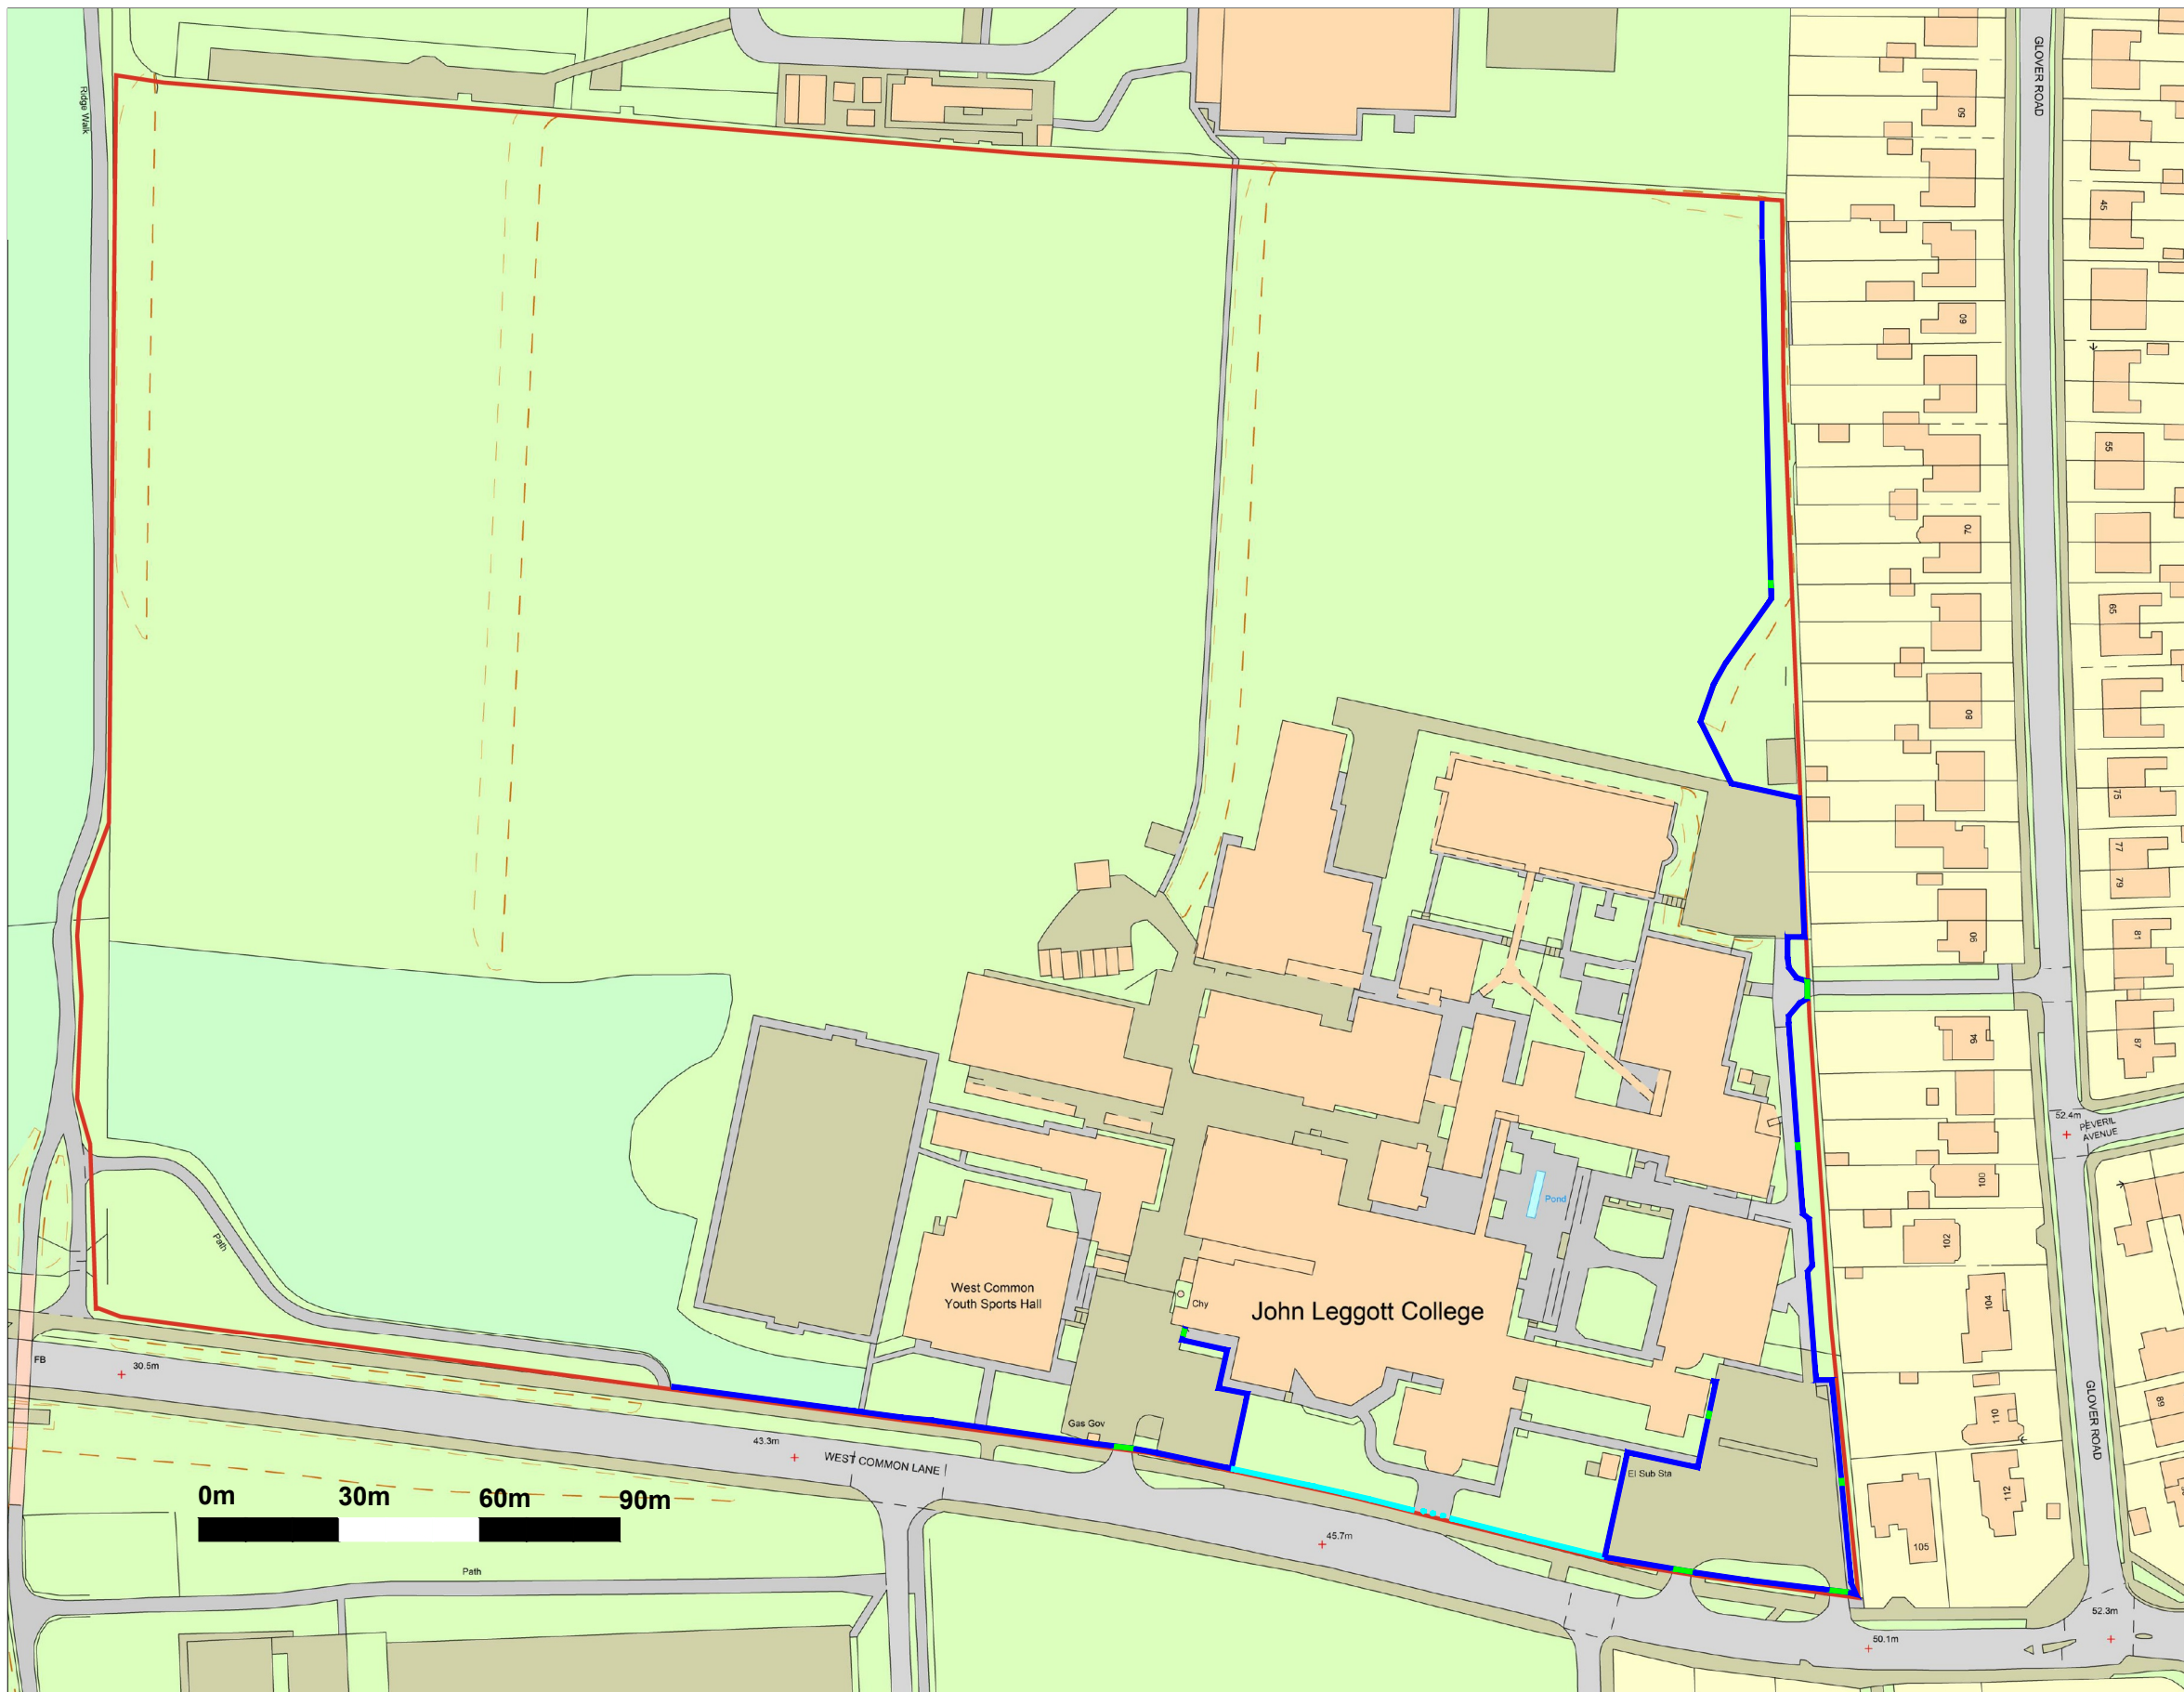 Ridge Walk
GLOVER ROAD
59
45
60
55
70
65
80
75
77
79
90
81
94
87
52.4m
PEVERIL
AVENUE
100
Pond
Path
102
West Common
Youth Sports Hall
Chy
John Leggott College
104
FB
30.5m
GLOVER ROAD
89
110
Gas Gov
43.3m
WEST COMMON LANE
El Sub Sta
112
0m
30m
60m
90m
45.7m
105
Path
52.3m
50.1m